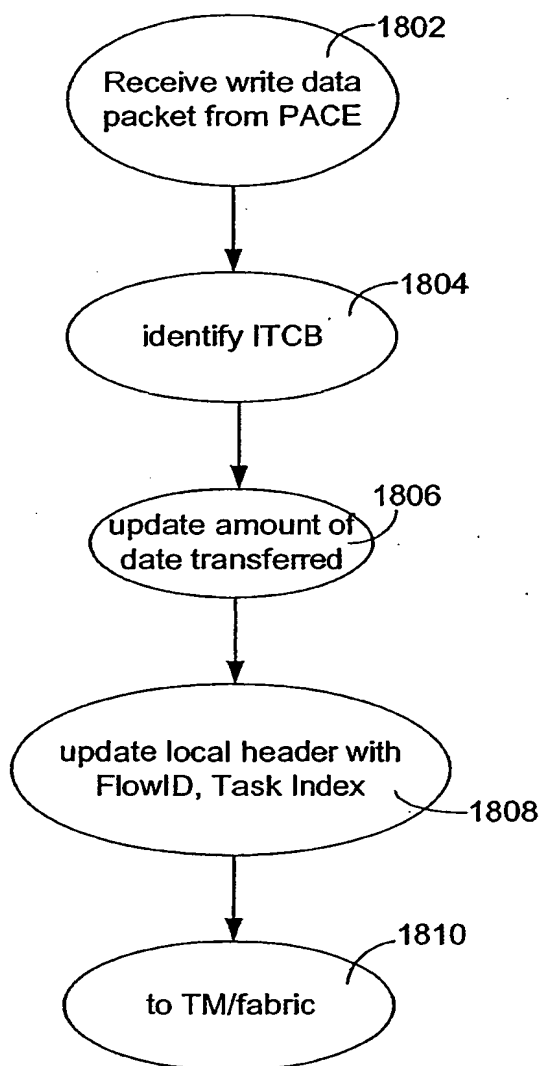 1802
Receive write data
packet from PACE
1804
identify ITCB
1806
update amount of
date transferred
update local header with
FlowID, Task Index
1808
1810
to TM/fabric